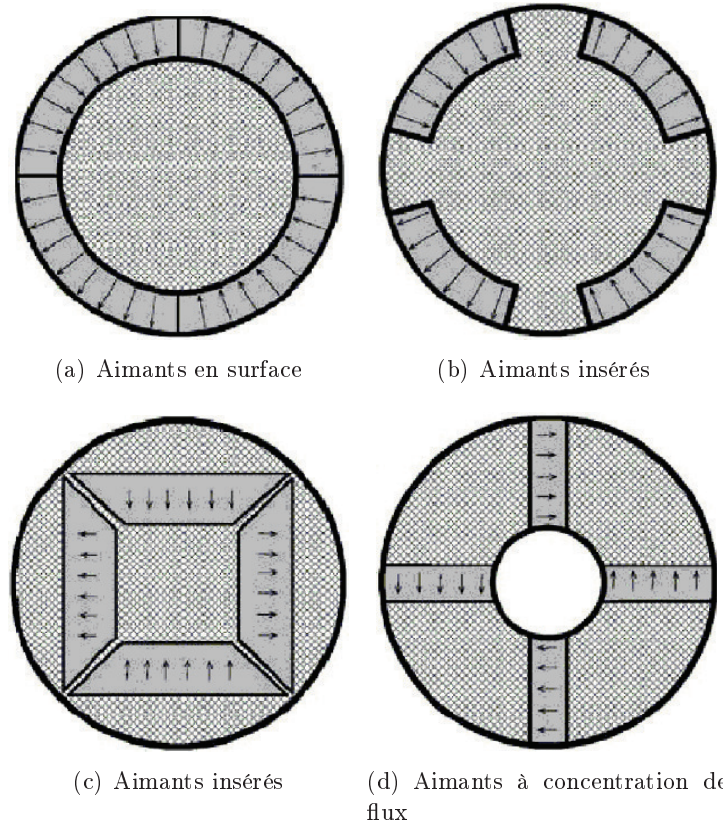 (a) Aimants en surface
(b) Aimants insérés
(c) Aimants insérés
(d) Aimants à concentration de
flux